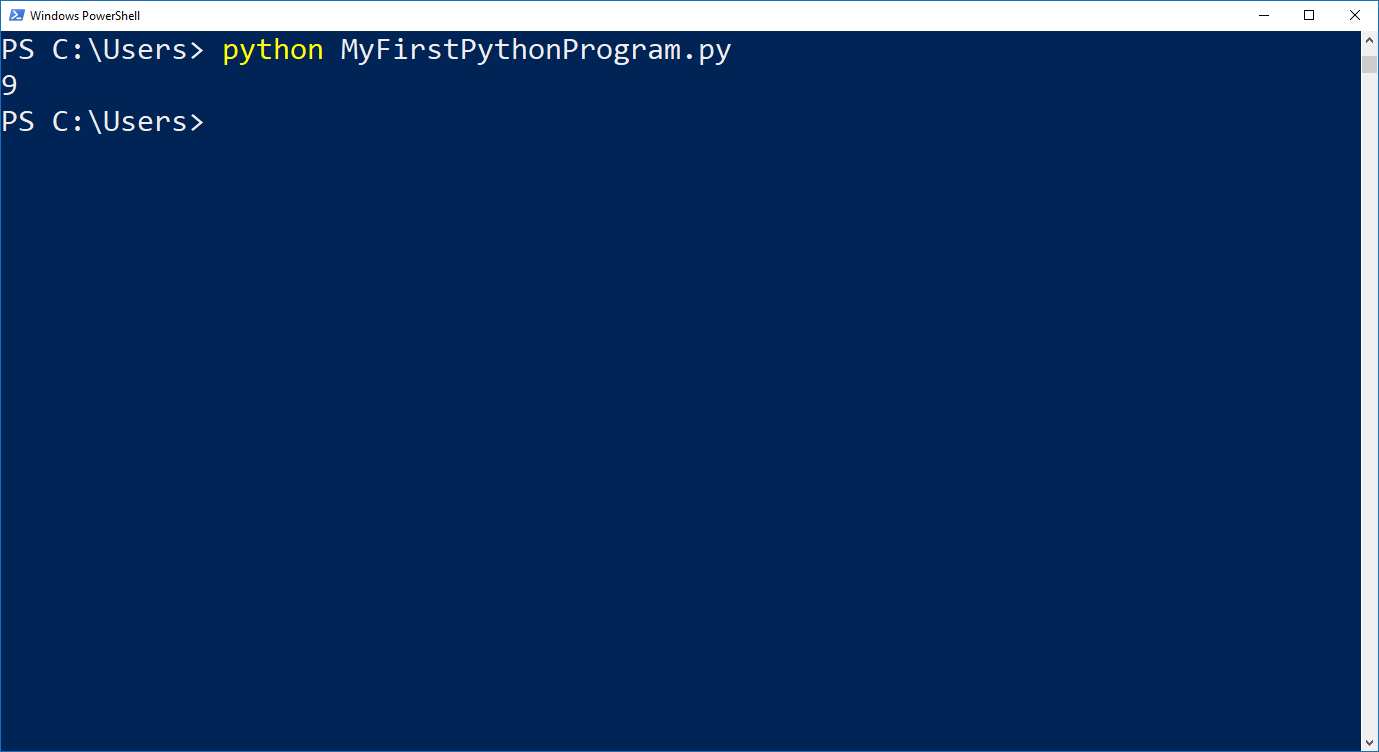 Windows PowerShell
PS C:\Users> python MyFirstPythonProgram.py
9
PS C:\Users>